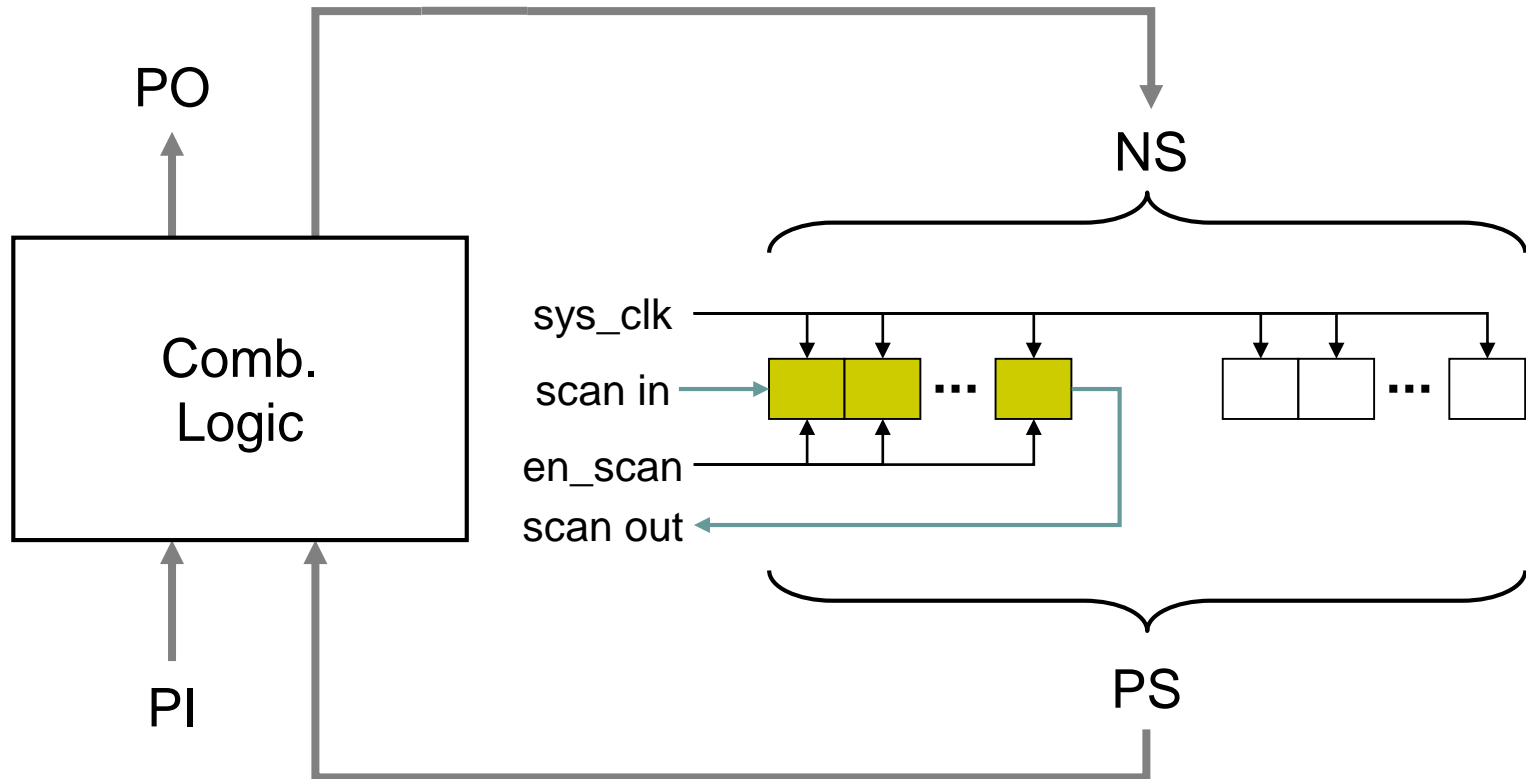 PO
NS
sys_clk
Comb.
Logic
scan in
...
...
en_scan
scan out
PI
PS